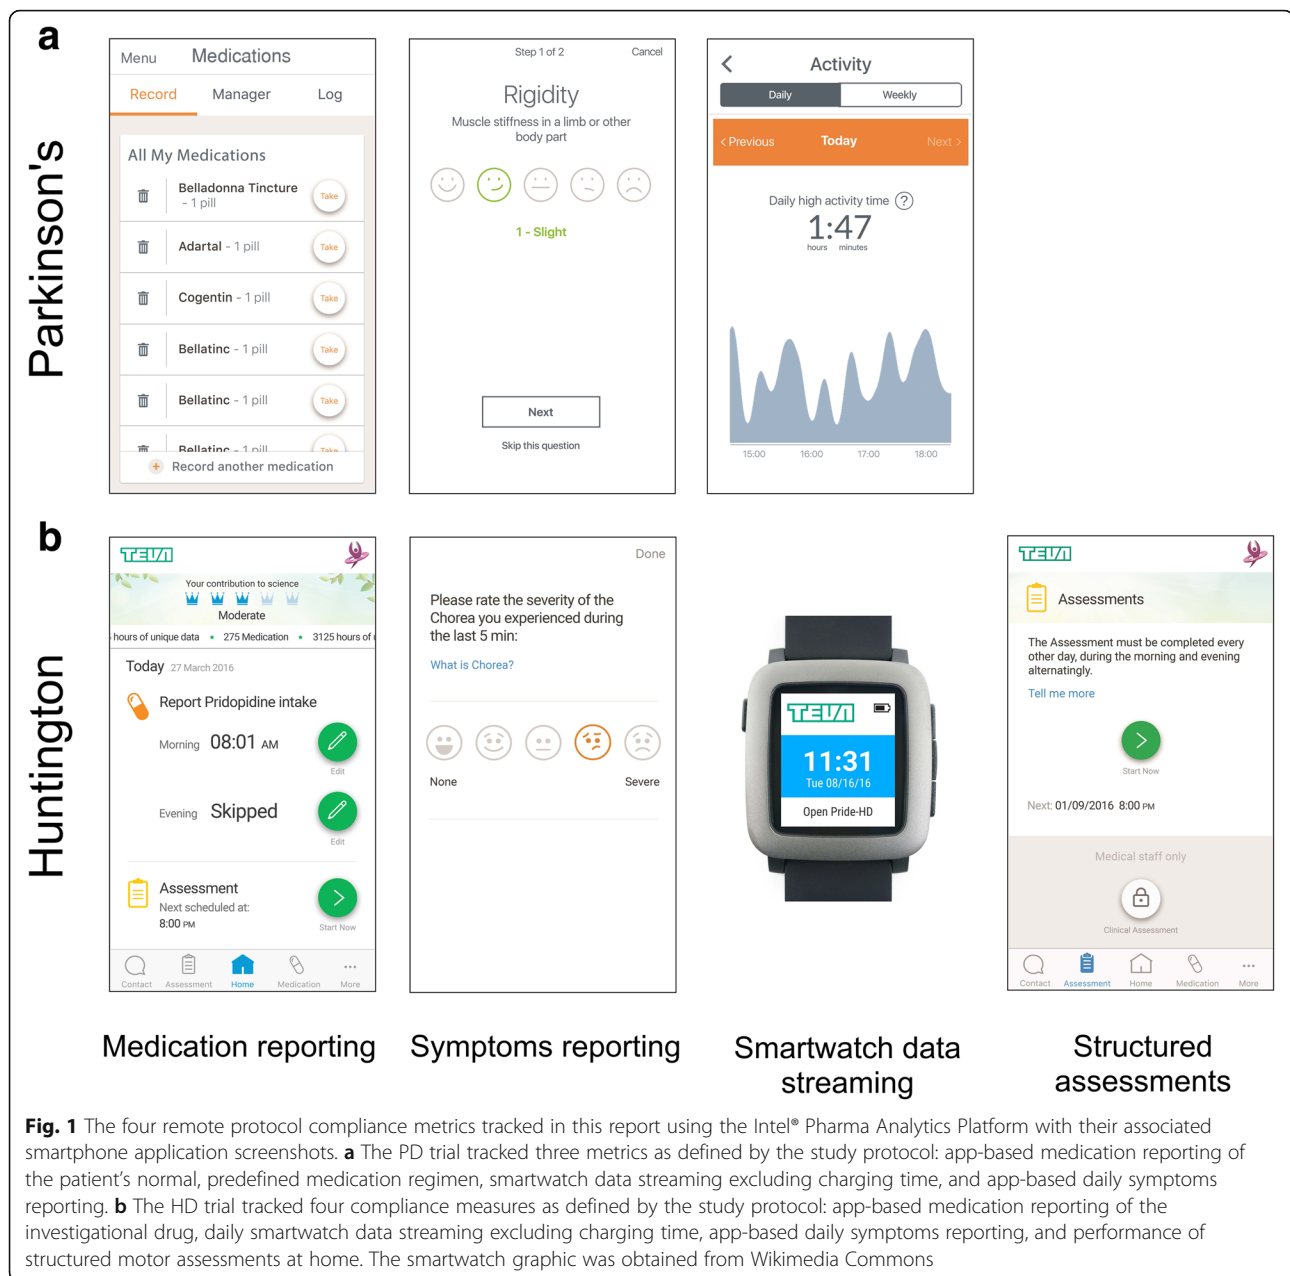 a
Parkinson's
Menu Medications
Record Manager Log
All My Medications
Belladonna Tincture
- 1 pill
Take
Adartal - 1 pill
Take
Cogentin - 1 pill
Take
Bellatinc - 1 pill
Take
Bellatinc - 1 pill
Take
Bellatinc - 1 pill
Take
+ Record another medication
Step 1 of 2 Cancel
Rigidity
Muscle stiffness in a limb or other
body part
1 - Slight
Next
Skip this question
Activity
Daily Weekly
< Previous Today Next >
Daily high activity time ?
1:47
hours minutes
15:00 16:00 17:00 18:00
b
Huntington
TEVA
Your contribution to science
Moderate
hours of unique data • 275 Medication • 3125 hours of
Today 27 March 2016
Report Pridopidine intake
Morning 08:01 AM
Edit
Evening Skipped
Edit
Assessment
Next scheduled at:
8:00 PM
Start Now
Contact Assessment Home Medication More
Done
Please rate the severity of the
Chorea you experienced during
the last 5 min:
What is Chorea?
None Severe
TEVA
11:31
Tue 08/16/16
Open Pride-HD
TEVA
Assessments
The Assessment must be completed every
other day, during the morning and evening
alternatingly.
Tell me more
Start Now
Next: 01/09/2016 8:00 PM
Medical staff only
Clinical Assessment
Contact Assessment Home Medication More
Medication reporting
Symptoms reporting
Smartwatch data
streaming
Structured
assessments
Fig. 1 The four remote protocol compliance metrics tracked in this report using the Intel® Pharma Analytics Platform with their associated
smartphone application screenshots. a The PD trial tracked three metrics as defined by the study protocol: app-based medication reporting of
the patient's normal, predefined medication regimen, smartwatch data streaming excluding charging time, and app-based daily symptoms
reporting. b The HD trial tracked four compliance measures as defined by the study protocol: app-based medication reporting of the
investigational drug, daily smartwatch data streaming excluding charging time, app-based daily symptoms reporting, and performance of
structured motor assessments at home. The smartwatch graphic was obtained from Wikimedia Commons